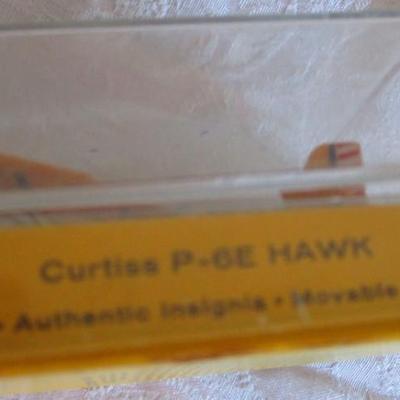 Curtiss P-6E HAWK
• Authentic Insignia • Movable